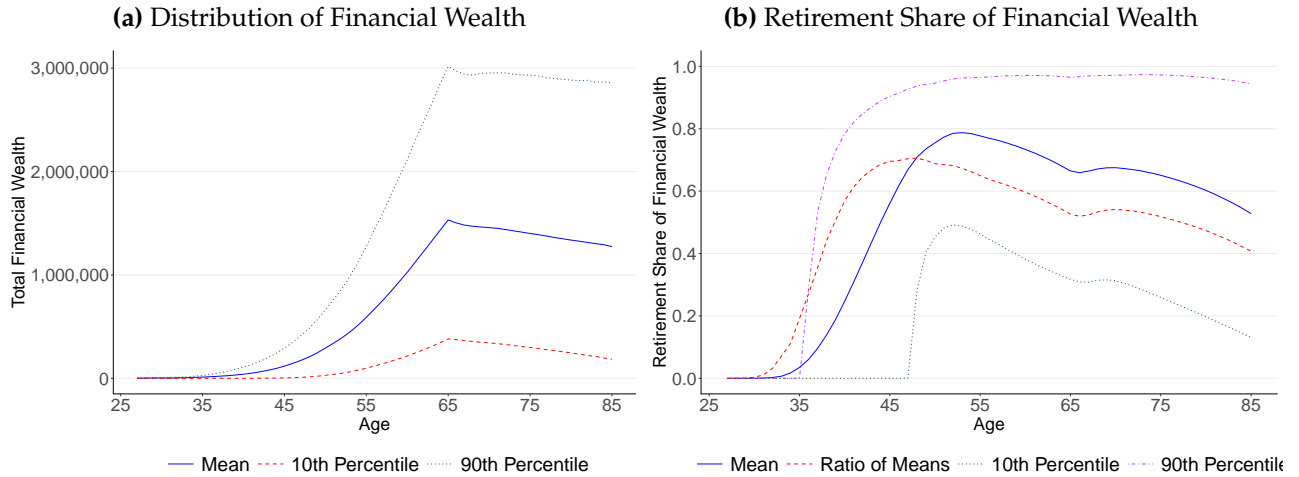 (a) Distribution of Financial Wealth
Total Financial Wealth
3,000,000
2,000,000
1,000,000
0
25 35 45 55 65 75 85
Age
Mean 10th Percentile 90th Percentile
(b) Retirement Share of Financial Wealth
Retirement Share of Financial Wealth
1.0
0.8
0.6
0.4
0.2
0.0
25 35 45 55 65 75 85
Age
Mean Ratio of Means 10th Percentile 90th Percentile